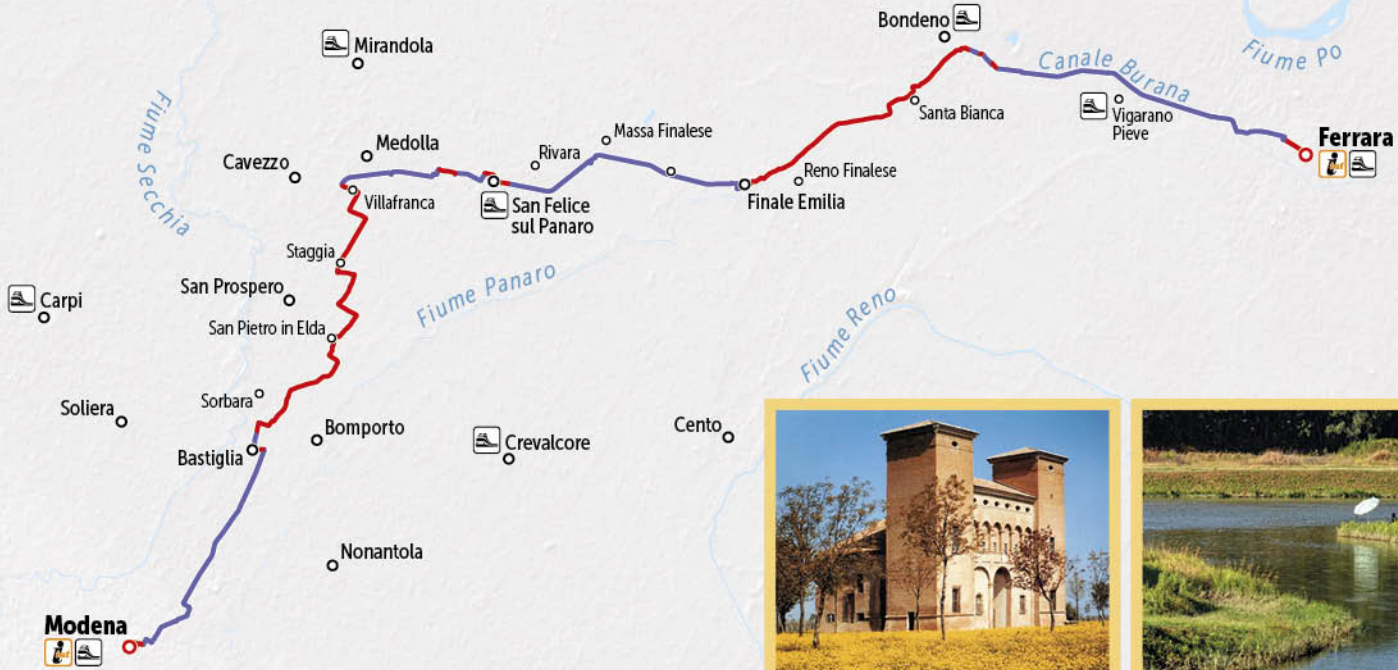 Bondeno
Mirandola
Fiume Po
Canale Burana
Fiume Secchia
Massa Finalese
Santa Bianca
Vigarano
Pieve
Ferrara
Medolla
Rivara
Cavezzo
Reno Finalese
Villafranca
San Felice
sul Panaro
Finale Emilia
Staggia
Fiume Panaro
San Prospero
Carpi
San Pietro in Elda
Fiume Reno
Soliera
Sorbara
Bomporto
Crevalcore
Cento
Bastiglia
Nonantola
Modena